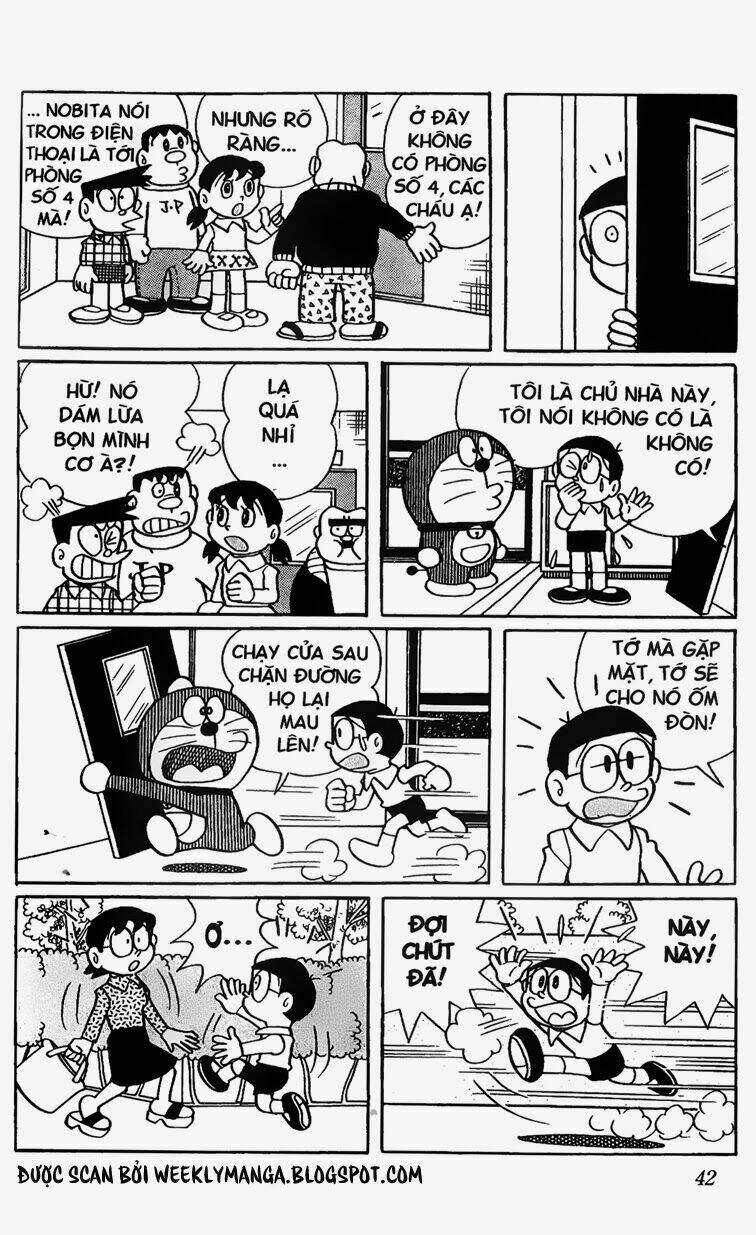 ... NOBITA NÓI
TRONG ĐIỆN
THOẠI LÀ TỚI
PHÒNG
SỐ 4
MÀ!
NHƯNG RÕ
RÀNG...
Ở ĐÂY
KHÔNG
CÓ PHÒNG
SỐ 4, CÁC
CHÁU Ạ!
J.P
HỪ! NÓ
DÁM LỪA
BỌN MÌNH
CƠ À?!
LẠ
QUÁ
NHỈ
...
J.P
TÔI LÀ CHỦ NHÀ NÀY,
TÔI NÓI KHÔNG CÓ LÀ
KHÔNG
CÓ!
CHẠY CỬA SAU
CHẶN ĐƯỜNG
HỌ LẠI
MAU
LÊN!
TỚ MÀ GẶP
MẶT, TỚ SẼ
CHO NÓ ỐM
ĐÒN!
Ơ...
ĐỢI
CHÚT
ĐÃ!
NÀY,
NÀY!
ĐƯỢC SCAN BỞI WEEKLYMANGA.BLOGSPOT.COM
42